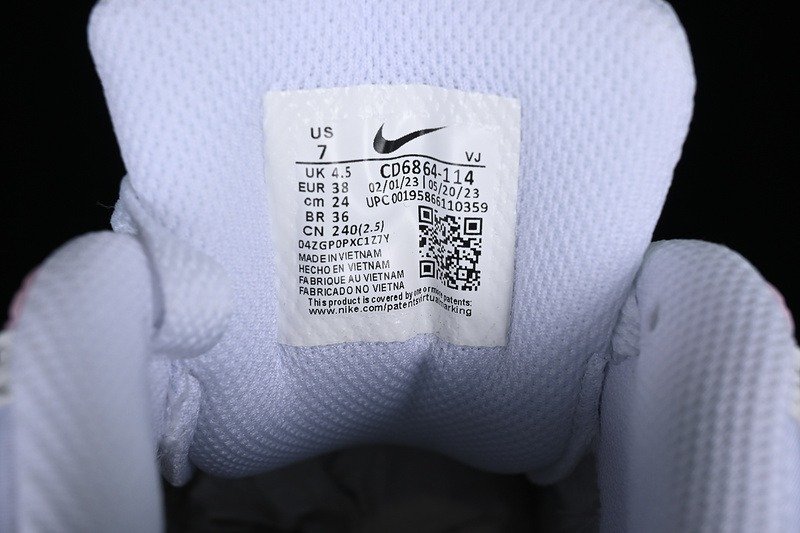 US
7
VJ
UK 4.5
EUR 38
cm 24
BR 36
CN 240(2.5)
CD6864-114
02/01/23 | 05/20/23
UPC 00195866110359
04ZGP0PXC1Z7Y
MADE IN VIETNAM
HECHO EN VIETNAM
FABRIQUE AU VIETNAM
FABRICADO NO VIETNA
This product is covered by one or more patents:
www.nike.com/patentsvirtualmarking